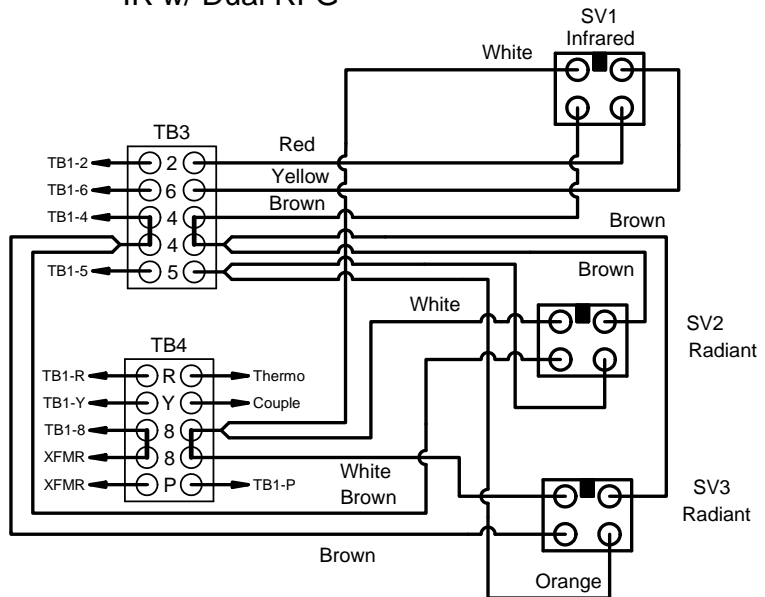 SV1
Infrared
White
TB3
Red
TB1-2
2
Yellow
TB1-6
6
Brown
TB1-4
4
Brown
4
Brown
TB1-5
5
White
SV2
Radiant
TB4
TB1-R
R
Thermo
TB1-Y
Y
Couple
TB1-8
8
XFMR
8
White
XFMR
P
TB1-P
Brown
SV3
Radiant
Brown
Orange